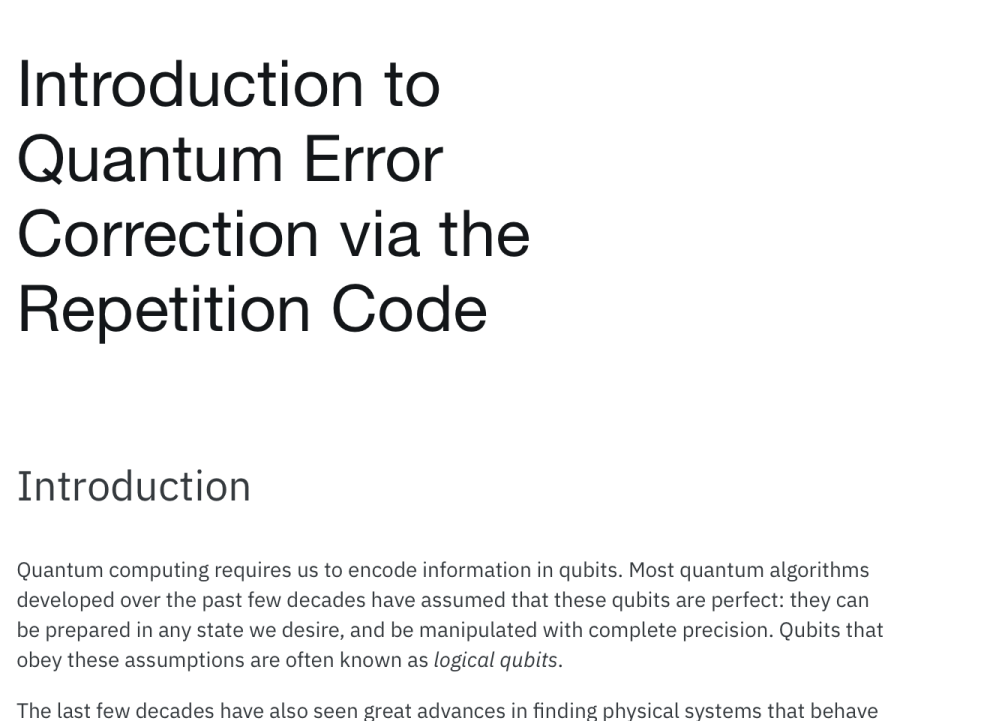 Introduction to
Quantum Error
Correction via the
Repetition Code
Introduction
Quantum computing requires us to encode information in qubits. Most quantum algorithms
developed over the past few decades have assumed that these qubits are perfect: they can
be prepared in any state we desire, and be manipulated with complete precision. Qubits that
obey these assumptions are often known as logical qubits.
The last few decades have also seen great advances in finding physical systems that behave